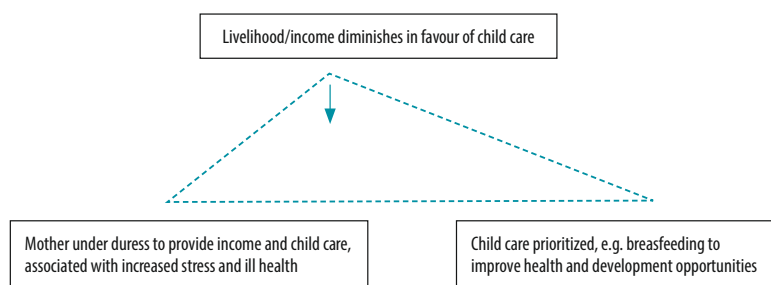 Livelihood/income diminishes in favour of child care
Mother under duress to provide income and child care,
associated with increased stress and ill health
Child care prioritized, e.g. breasfeeding to
improve health and development opportunities